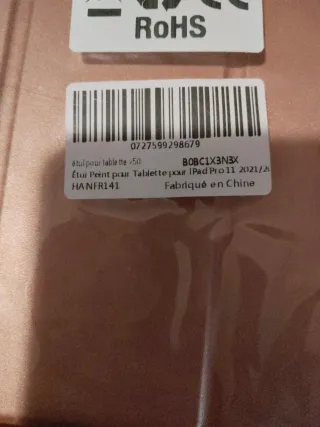 RoHS
0727599298679
étui pour tablette
B0BC1X3N3X
Étui Peint pour Tablette pour iPad Pro 11 2021/2
HANFR141
Fabriqué en Chine